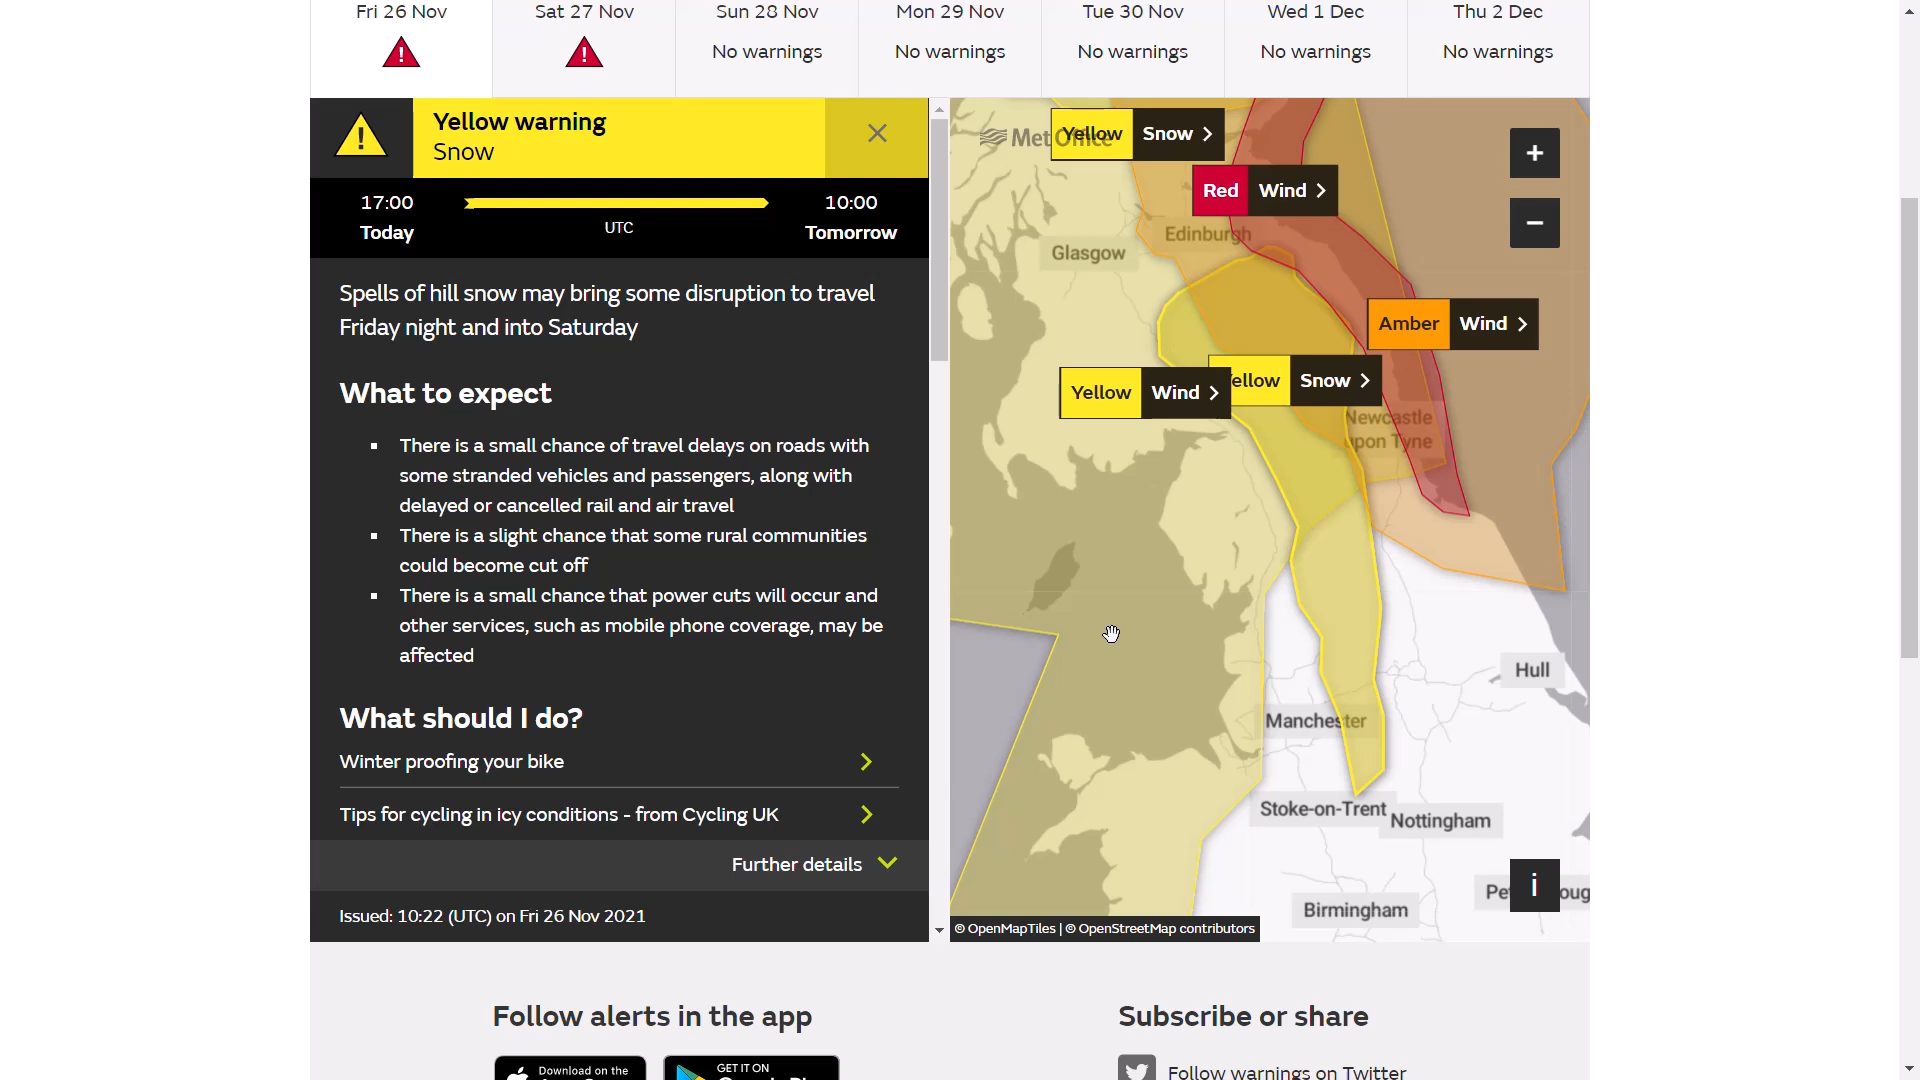 Fri 26 Nov
Sat 27 Nov
Sun 28 Nov
Mon 29 Nov
Tue 30 Nov
Wed 1 Dec
Thu 2 Dec
No warnings
No warnings
No warnings
No warnings
No warnings
Yellow warning
Snow
17:00
10:00
UTC
Today
Tomorrow
Spells of hill snow may bring some disruption to travel
Friday night and into Saturday
What to expect
There is a small chance of travel delays on roads with
some stranded vehicles and passengers, along with
delayed or cancelled rail and air travel
There is a slight chance that some rural communities
could become cut off
There is a small chance that power cuts will occur and
other services, such as mobile phone coverage, may be
affected
What should I do?
Winter proofing your bike
Tips for cycling in icy conditions - from Cycling UK
Further details
Issued: 10:22 (UTC) on Fri 26 Nov 2021
Met Office
Yellow Snow
Red Wind
Edinburgh
Glasgow
Amber Wind
Yellow Wind
ellow Snow
Newcastle
upon Tyne
Hull
Manchester
Stoke-on-Trent
Nottingham
Birmingham
i
© OpenMapTiles | © OpenStreetMap contributors
Follow alerts in the app
Subscribe or share
Download on the
GET IT ON
Follow warnings on Twitter